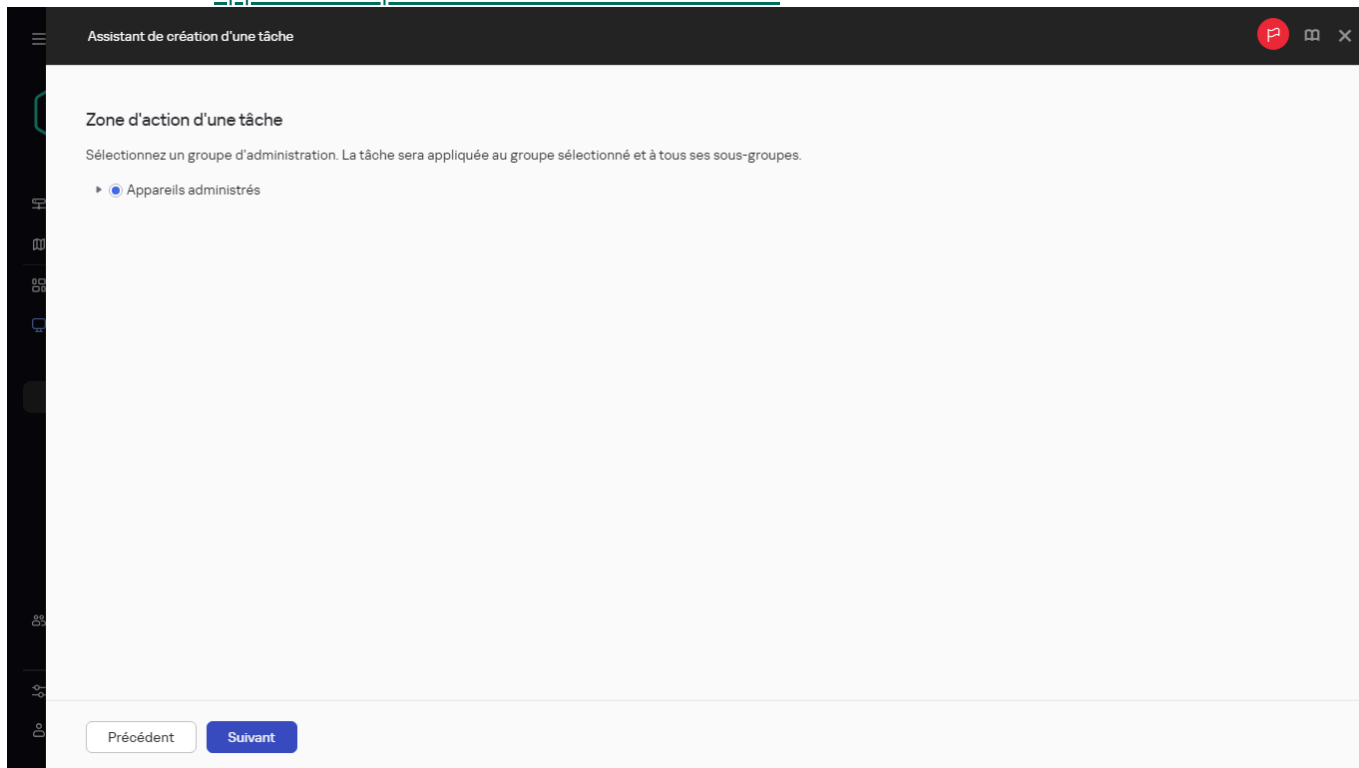 Assistant de création d'une tâche
Zone d'action d'une tâche
Sélectionnez un groupe d'administration. La tâche sera appliquée au groupe sélectionné et à tous ses sous-groupes.
Appareils administrés
Précédent
Suivant